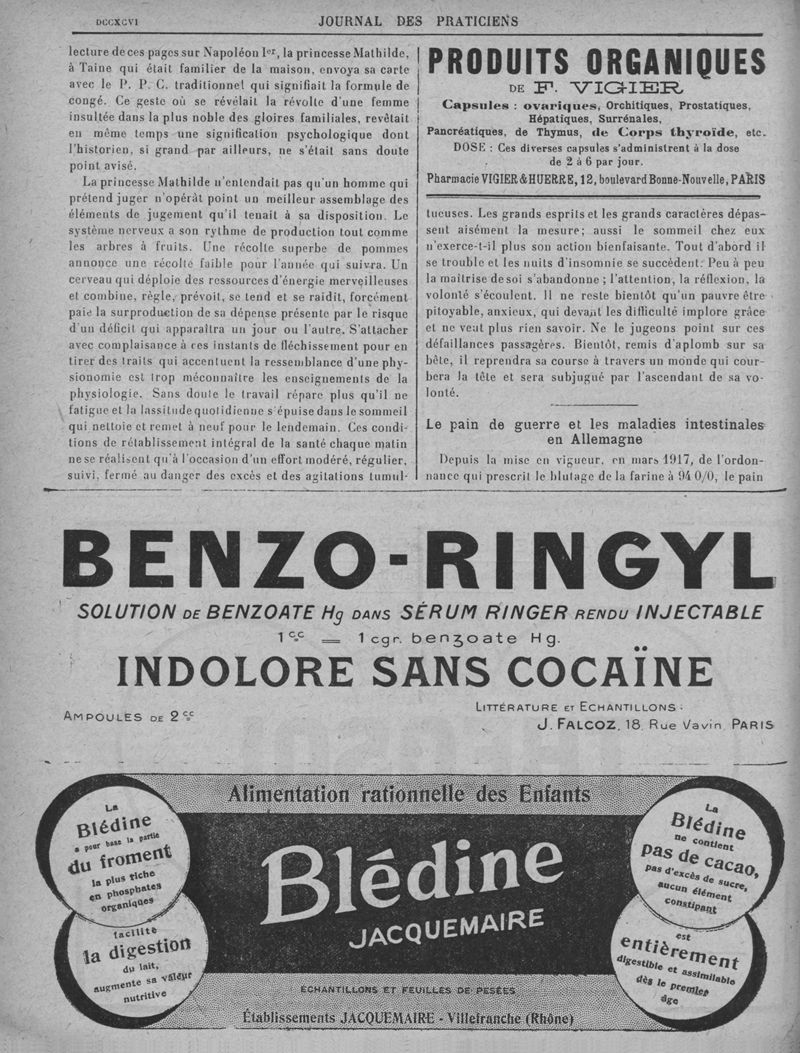 DCCXCVI
JOURNAL DES PRATICIENS
lecture de ces pages sur Napoléon Ier, la princesse Mathilde,
à Taine qui était familier de la maison, envoya sa carte
avec le P. P. C. traditionnel qui signifiait la formule de
congé. Ce geste où se révélait la révolte d'une femme
insultée dans la plus noble des gloires familiales, revêtait
en même temps une signification psychologique dont
l'historien, si grand par ailleurs, ne s'était sans doute
point avisé.
La princesse Mathilde n'entendait pas qu'un homme qui
prétend juger n'opérât point un meilleur assemblage des
éléments de jugement qu'il tenait à sa disposition. Le
système nerveux a son rythme de production tout comme
les arbres à fruits. Une récolte superbe de pommes
annonce une récolte faible pour l'année qui suivra. Un
cerveau qui déploie des ressources d'énergie merveilleuses
et combine, règle, prévoit, se tend et se raidit, forcément
paie la surproduction de sa dépense présente par le risque
d'un déficit qui apparaîtra un jour ou l'autre. S'attacher
avec complaisance à ces instants de fléchissement pour en
tirer des traits qui accentuent la ressemblance d'une phy-
sionomie est trop méconnaître les enseignements de la
physiologie. Sans doute le travail répare plus qu'il ne
fatigue et la lassitude quotidienne s'épuise dans le sommeil
qui nettoie et remet à neuf pour le lendemain. Ces condi-
tions de rétablissement intégral de la santé chaque matin
ne se réalisent qu'à l'occasion d'un effort modéré, régulier,
suivi, fermé au danger des excés et des agitations tumul-
PRODUITS ORGANIQUES
DE F. VIGIER
Capsules : ovariques, Orchitiques, Prostatiques,
Hépatiques, Surrénales,
Pancréatiques, de Thymus, de Corps thyroïde, etc.
DOSE : Ces diverses capsules s'administrent à la dose
de 2 à 6 par jour.
Pharmacie VIGIER & HUERRE, 12, boulevard Bonne-Nouvelle, PARIS
tueuses. Les grands esprits et les grands caractères dépas-
sent aisément la mesure; aussi le sommeil chez eux
n'exerce-t-il plus son action bienfaisante. Tout d'abord il
se trouble et les nuits d'insomnie se succèdent. Peu à peu
la maîtrise de soi s'abandonne ; l'attention, la réflexion, la
volonté s'écoulent. Il ne reste bientôt qu'un pauvre être
pitoyable, anxieux, qui devant les difficulté implore grâce
et ne veut plus rien savoir. Ne le jugeons point sur ces
défaillances passagères. Bientôt, remis d'aplomb sur sa
bête, il reprendra sa course à travers un monde qui cour-
bera la tête et sera subjugué par l'ascendant de sa vo-
lonté.
Le pain de guerre et les maladies intestinales
en Allemagne
Depuis la mise en vigueur, en mars 1917, de l'ordon-
nance qui prescrit le blutage de la farine à 94 0/0, le pain
BENZO-RINGYL
SOLUTION DE BENZOATE Hg DANS SÉRUM RINGER RENDU INJECTABLE
1 cc = 1 cgr. benzoate Hg.
INDOLORE SANS COCAÏNE
AMPOULES DE 2 cc
LITTÉRATURE ET ECHANTILLONS :
J. FALCOZ, 18, Rue Vavin, PARIS
Alimentation rationnelle des Enfants
La
Blédine
a pour base la partie
du froment
la plus riche
en phosphates
organiques
facilité
la digestion
du lait,
augmente sa valeur
nutritive
Blédine
JACQUEMAIRE
La
Blédine
ne contient
pas de cacao,
pas d'excès de sucre,
aucun élément
constipant
est
entièrement
digestible et assimilable
dès le premier
âge
ÉCHANTILLONS ET FEUILLES DE PESÉES
Établissements JACQUEMAIRE - Villefranche (Rhône)